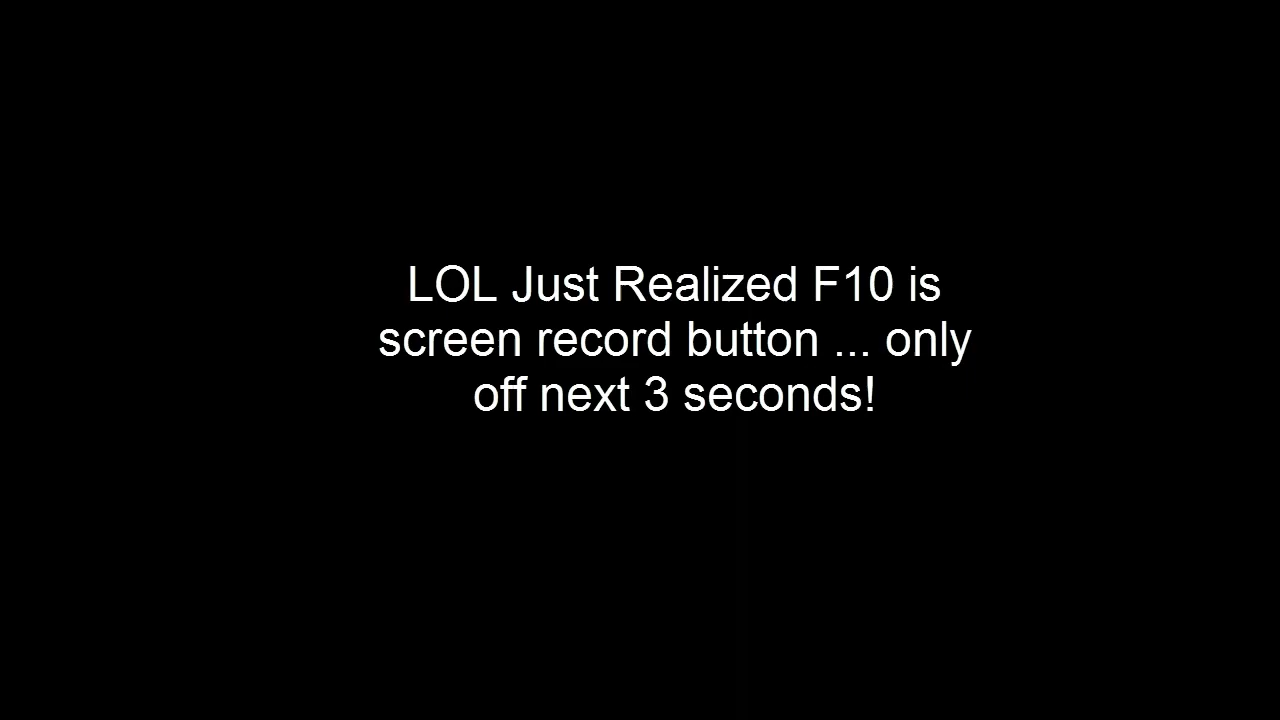 LOL Just Realized F10 is
screen record button ... only
off next 3 seconds!